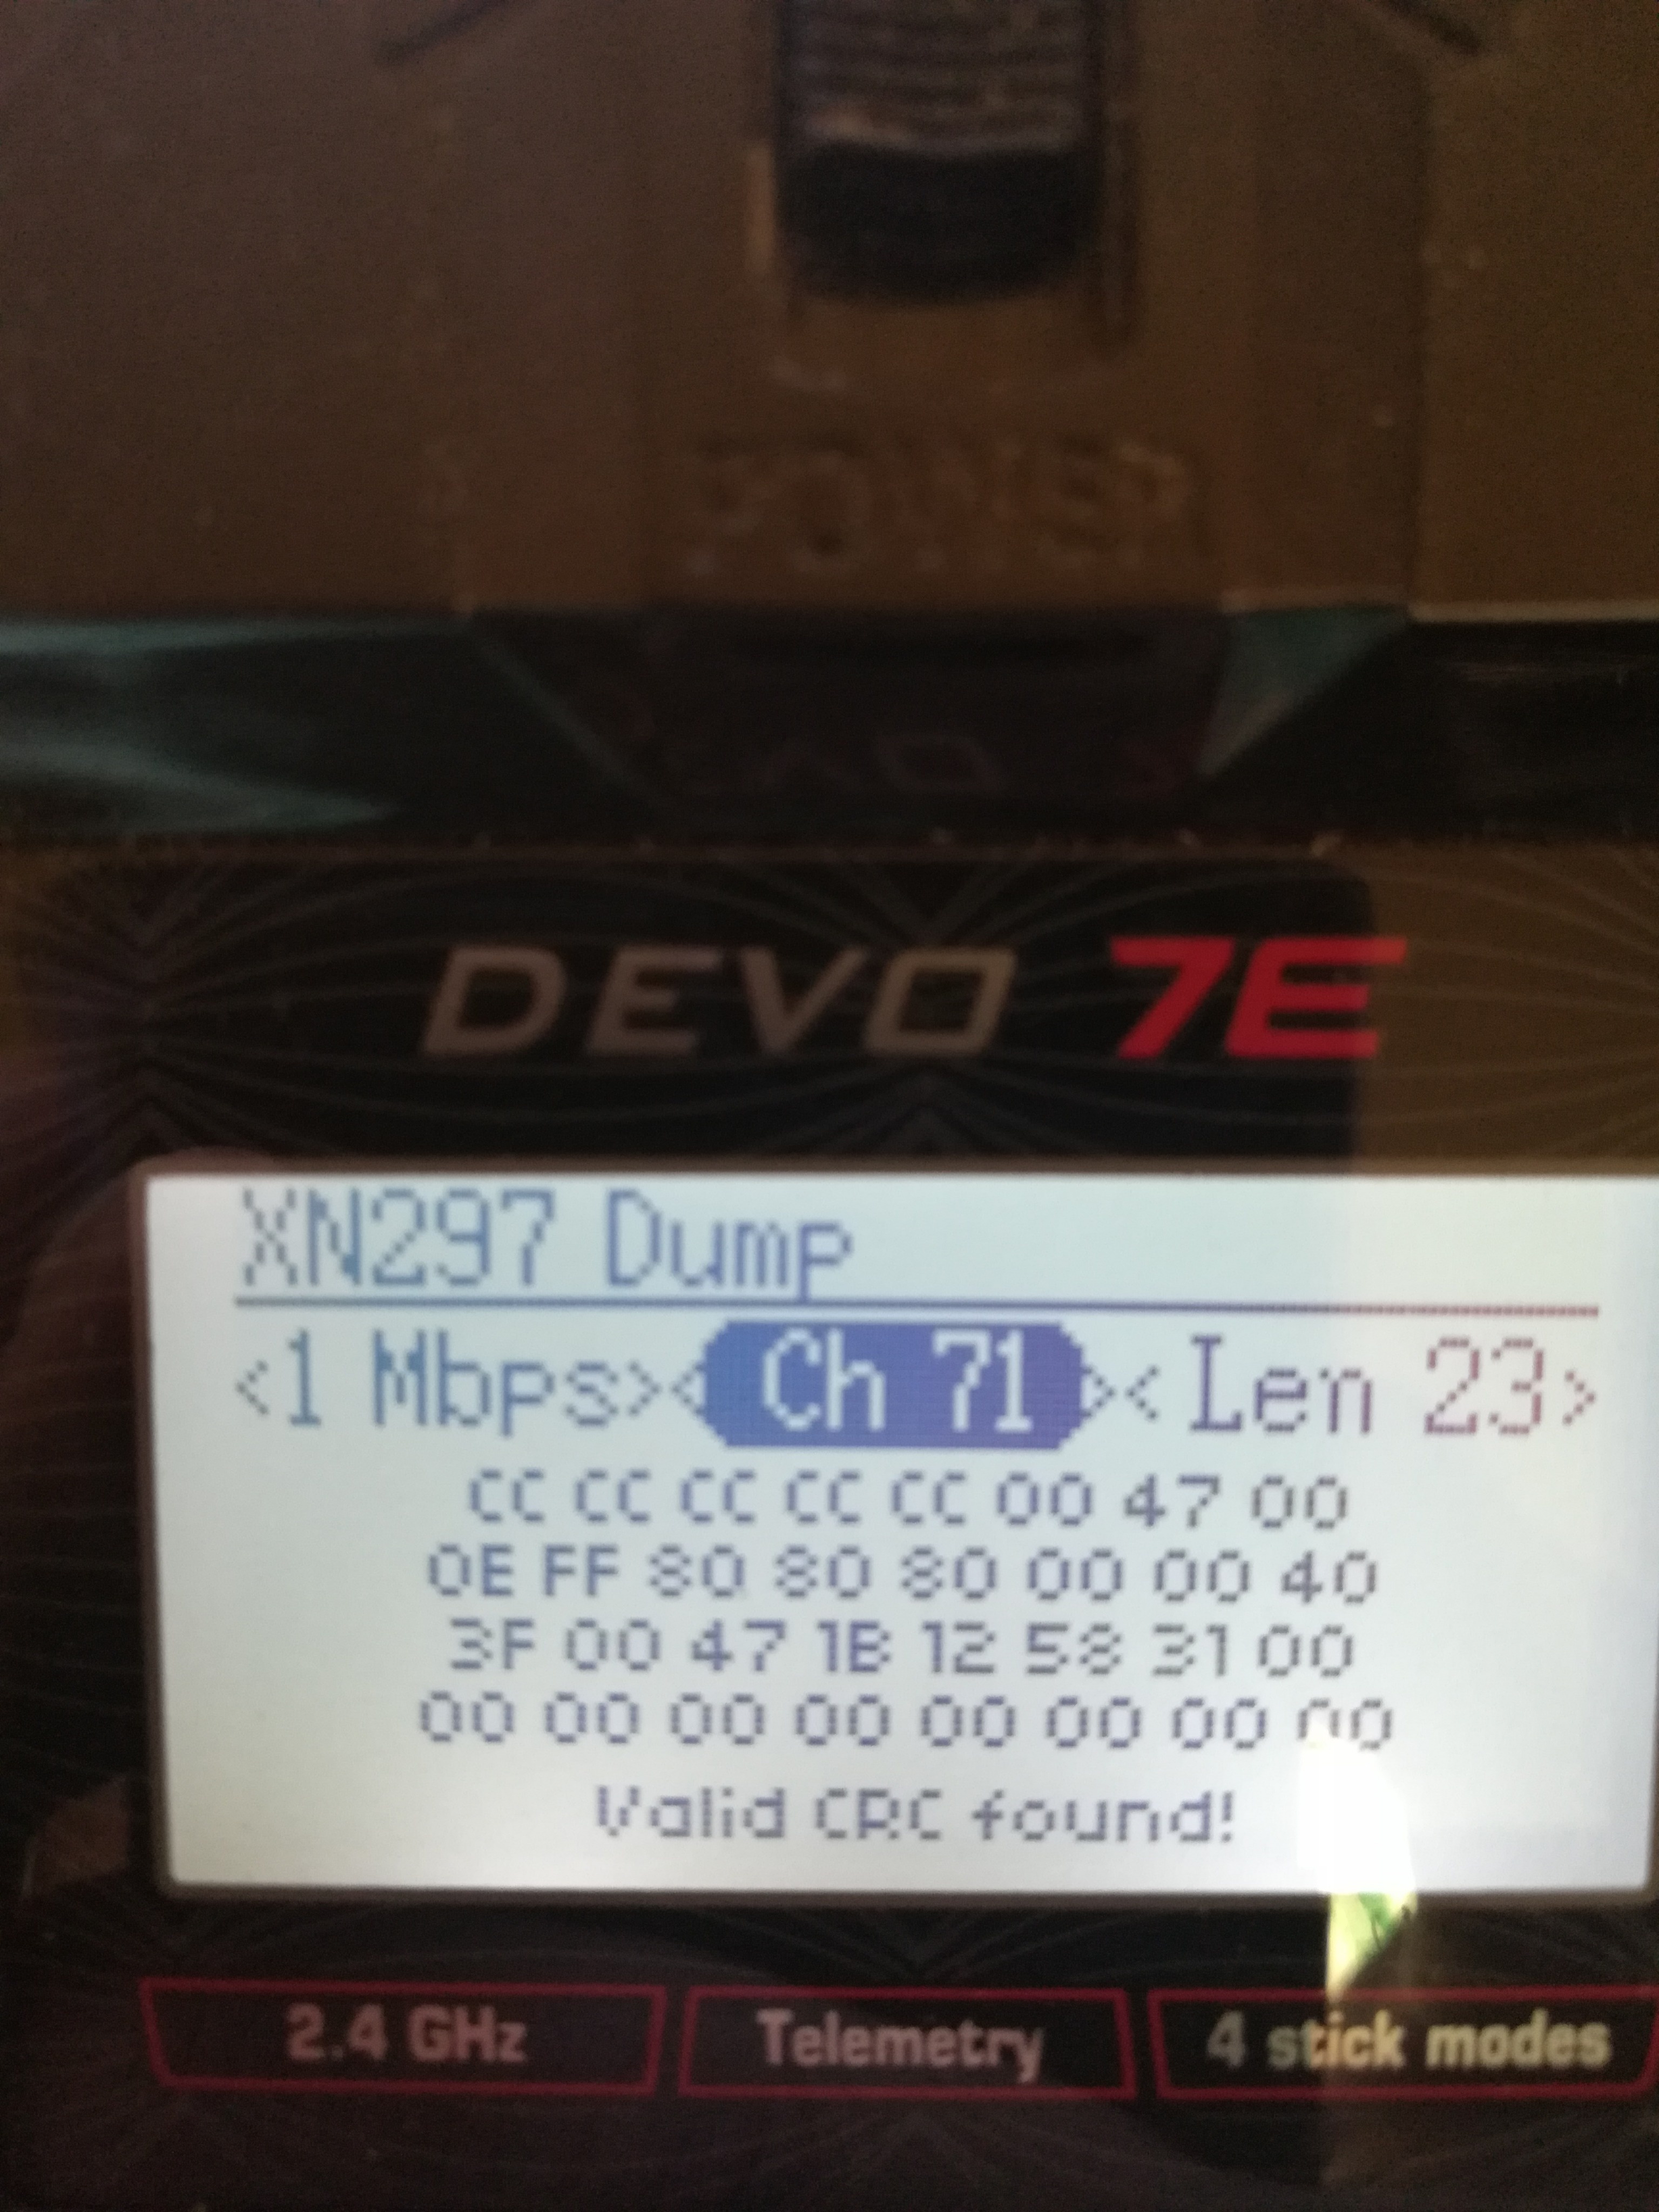 POWER
DEVO 7E
XN297 Dump
<1 Mbps>< Ch 71 >< Len 23>
CC CC CC CC CC 00 47 00
0E FF 80 80 80 00 00 40
3F 00 47 1B 12 58 31 00
00 00 00 00 00 00 00 00
Valid CRC found!
2.4 GHz
Telemetry
4 stick modes